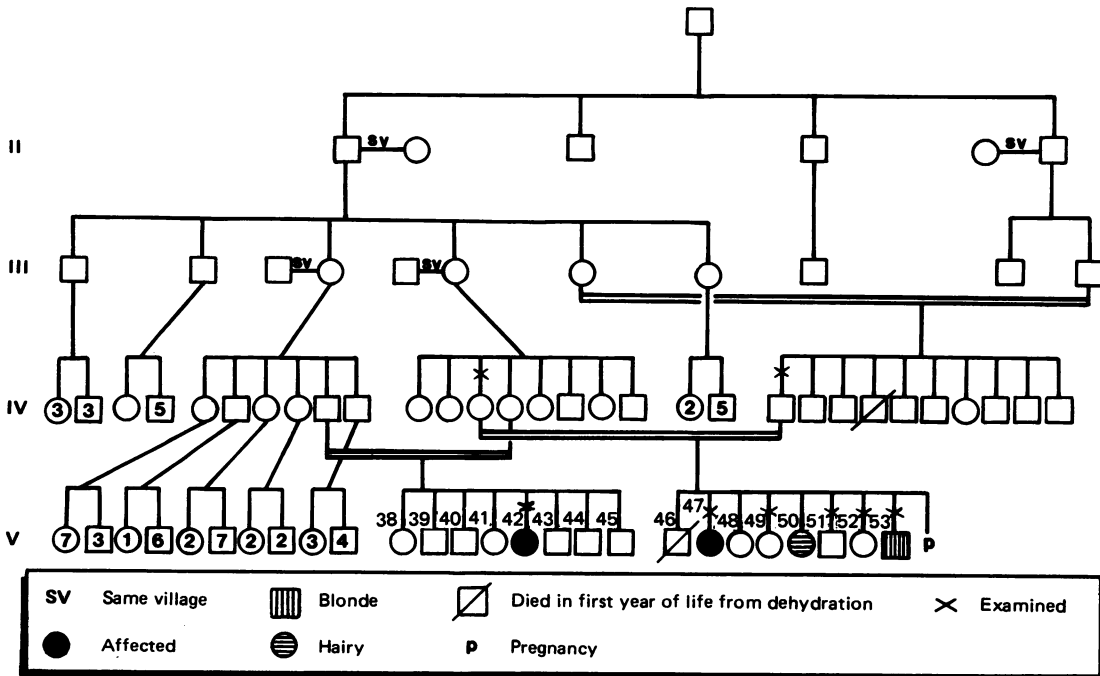 II
sv
sv
III
sv
sv
IV
3
3
5
2
5
38
39
40
41
42
43
44
45
46
47
48
49
50
51
52
53
V
7
3
1
6
2
7
2
2
3
4
p
SV Same village
Blonde
Died in first year of life from dehydration
Examined
Affected
Hairy
p Pregnancy